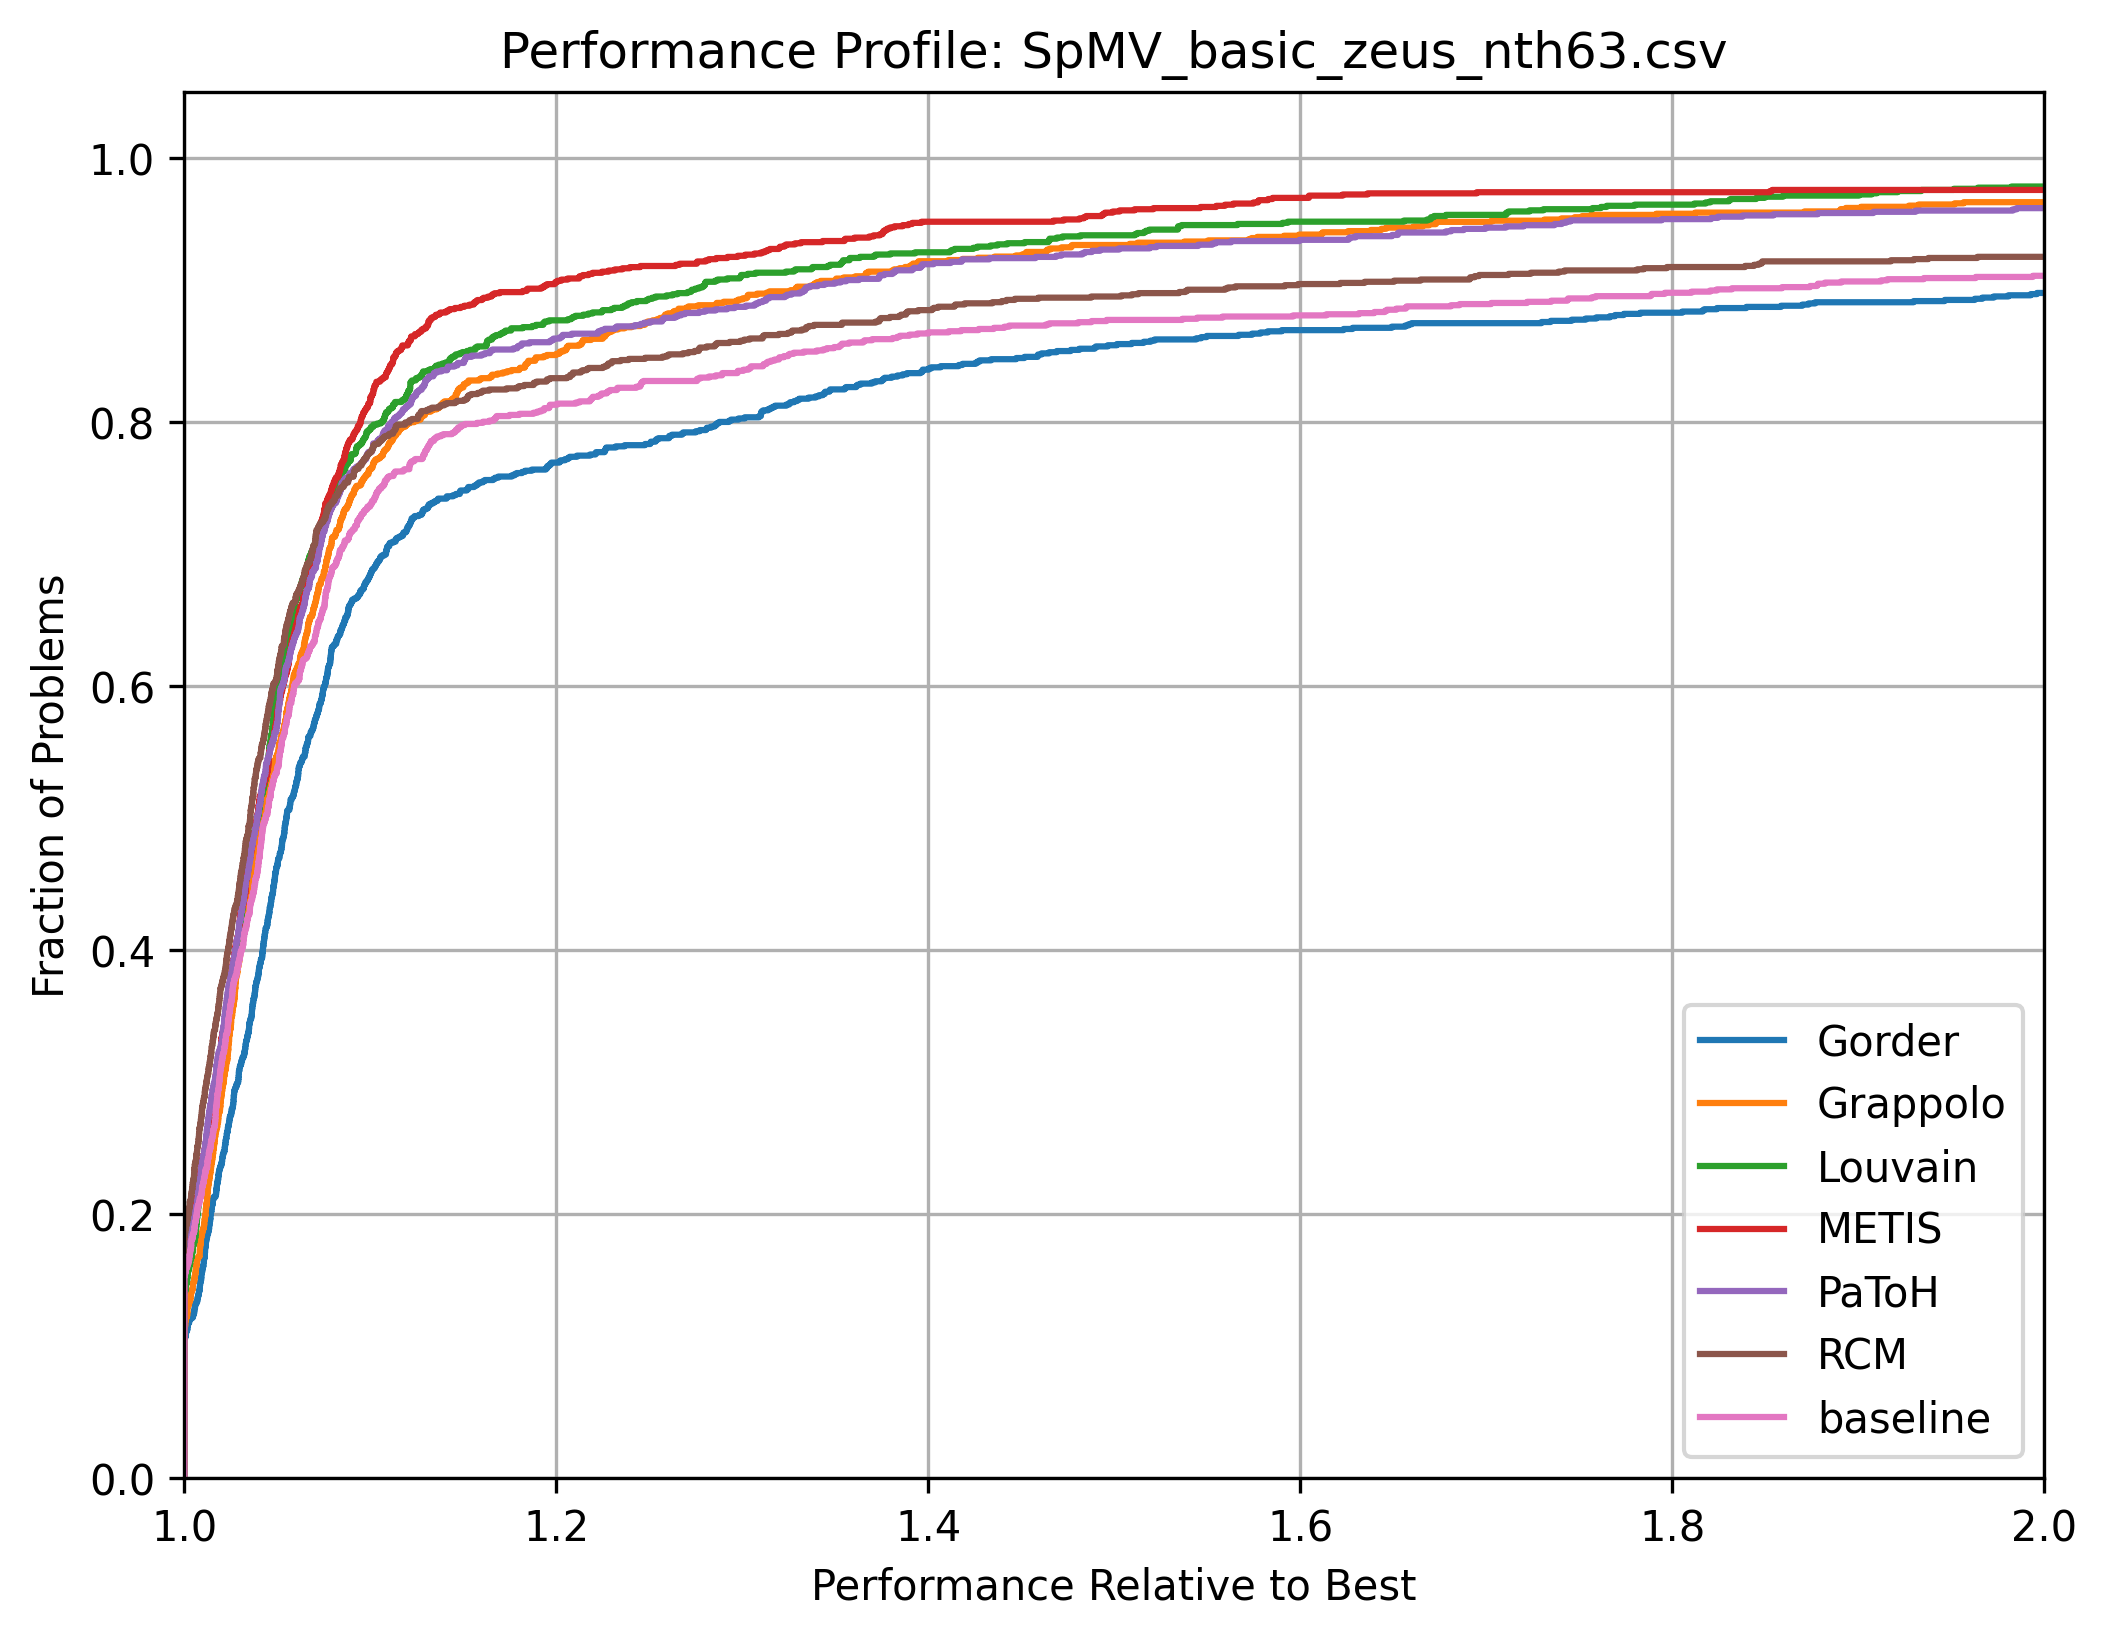 Performance Profile: SpMV_basic_zeus_nth63.csv
Fraction of Problems
1.0
0.8
0.6
0.4
0.2
0.0
1.0 1.2 1.4 1.6 1.8 2.0
Performance Relative to Best
Gorder
Grappolo
Louvain
METIS
PaToH
RCM
baseline